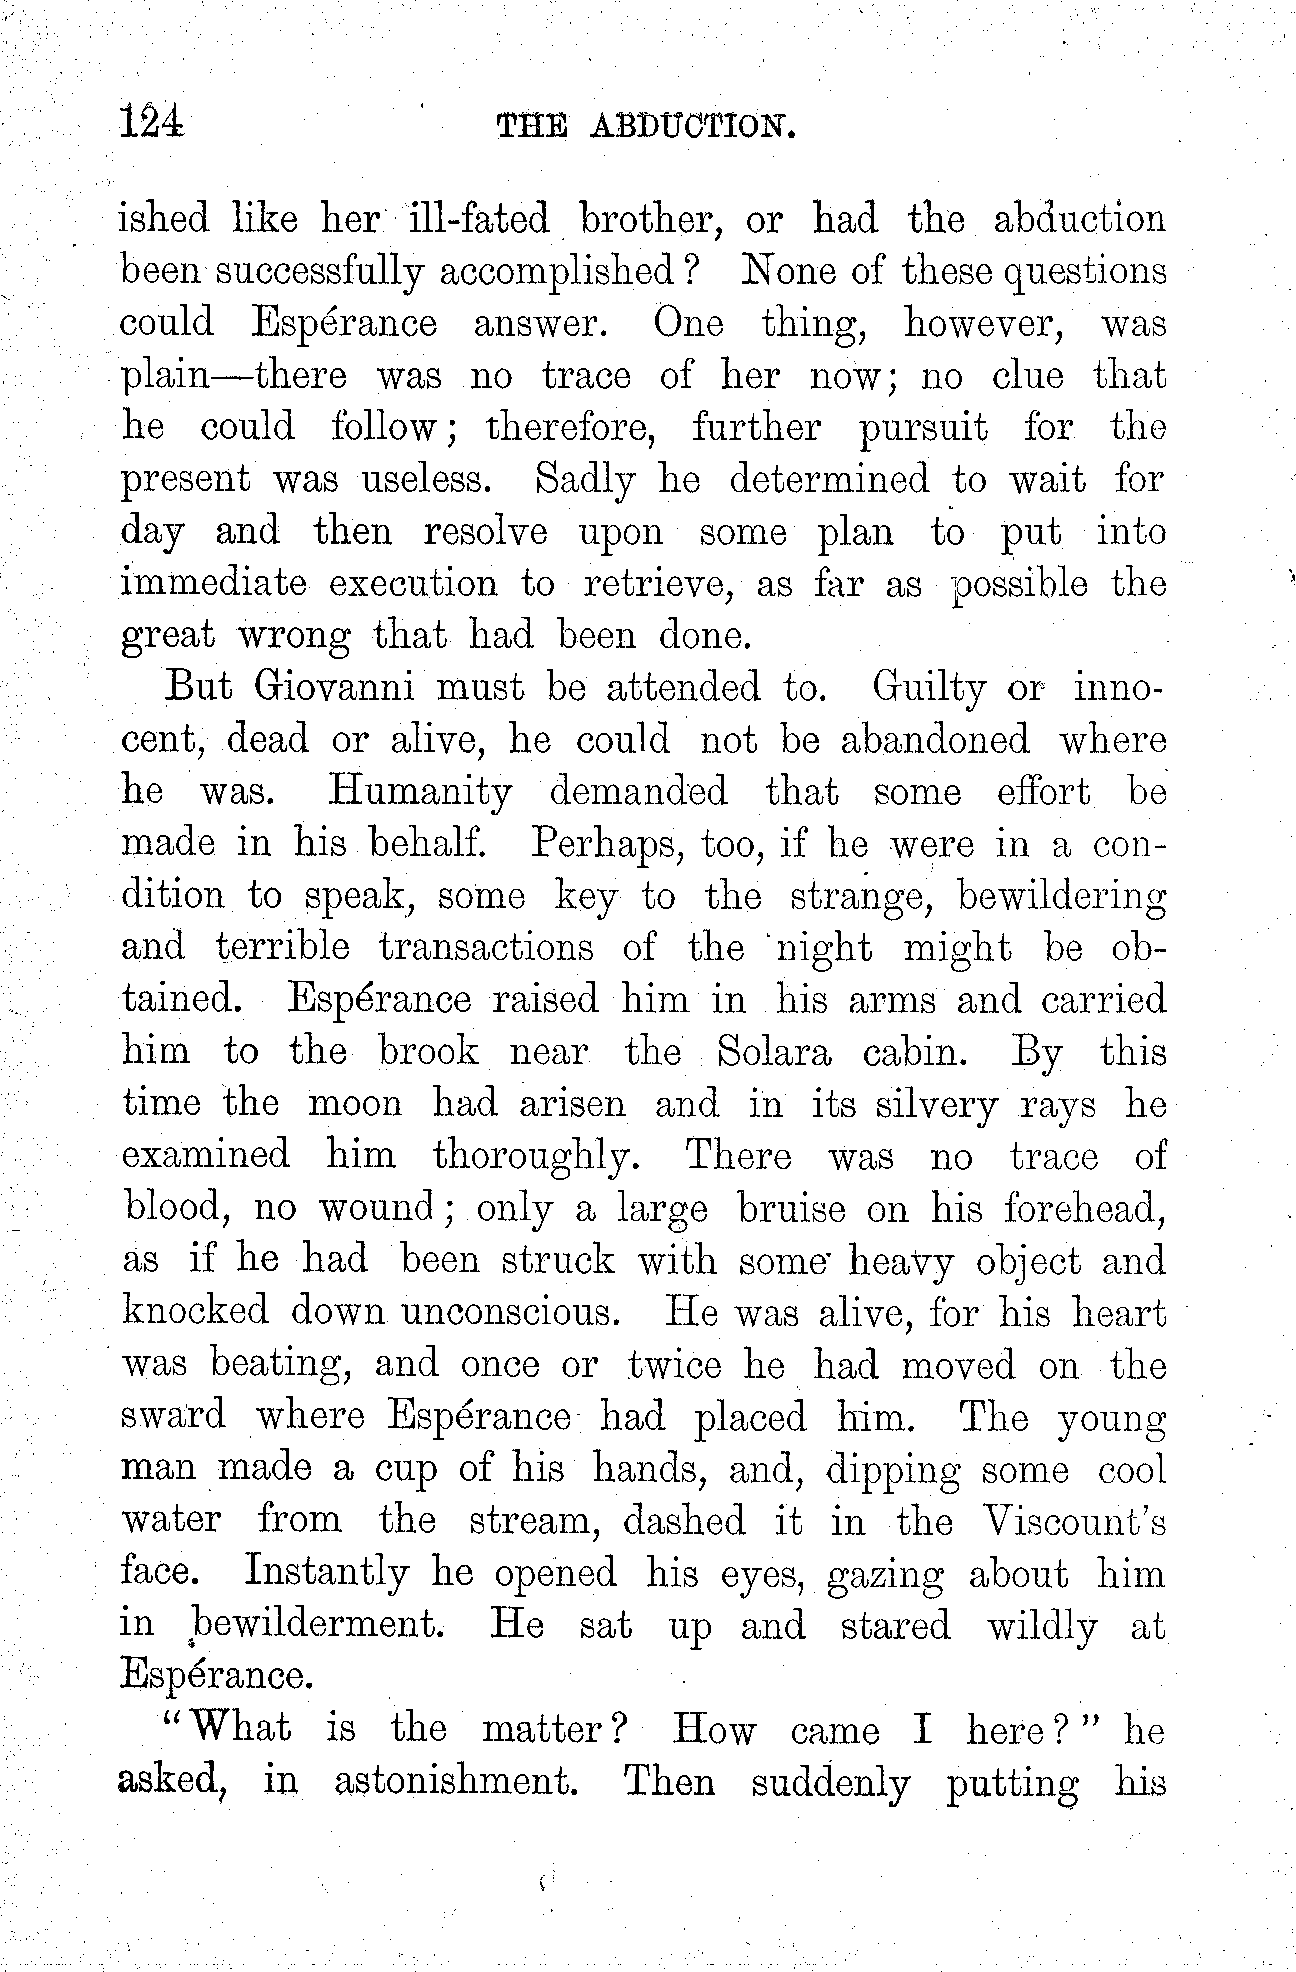 124 THE ABDUCTION.
ished like her ill-fated brother, or had the abduction
been successfully accomplished? None of these questions
could Espérance answer. One thing, however, was
plain—there was no trace of her now; no clue that
he could follow; therefore, further pursuit for the
present was useless. Sadly he determined to wait for
day and then resolve upon some plan to put into
immediate execution to retrieve, as far as possible the
great wrong that had been done.
But Giovanni must be attended to. Guilty or inno-
cent, dead or alive, he could not be abandoned where
he was. Humanity demanded that some effort be
made in his behalf. Perhaps, too, if he were in a con-
dition to speak, some key to the strange, bewildering
and terrible transactions of the night might be ob-
tained. Espérance raised him in his arms and carried
him to the brook near the Solara cabin. By this
time the moon had arisen and in its silvery rays he
examined him thoroughly. There was no trace of
blood, no wound; only a large bruise on his forehead,
as if he had been struck with some heavy object and
knocked down unconscious. He was alive, for his heart
was beating, and once or twice he had moved on the
sward where Espérance had placed him. The young
man made a cup of his hands, and, dipping some cool
water from the stream, dashed it in the Viscount's
face. Instantly he opened his eyes, gazing about him
in bewilderment. He sat up and stared wildly at
Espérance.
"What is the matter? How came I here?" he
asked, in astonishment. Then suddenly putting his